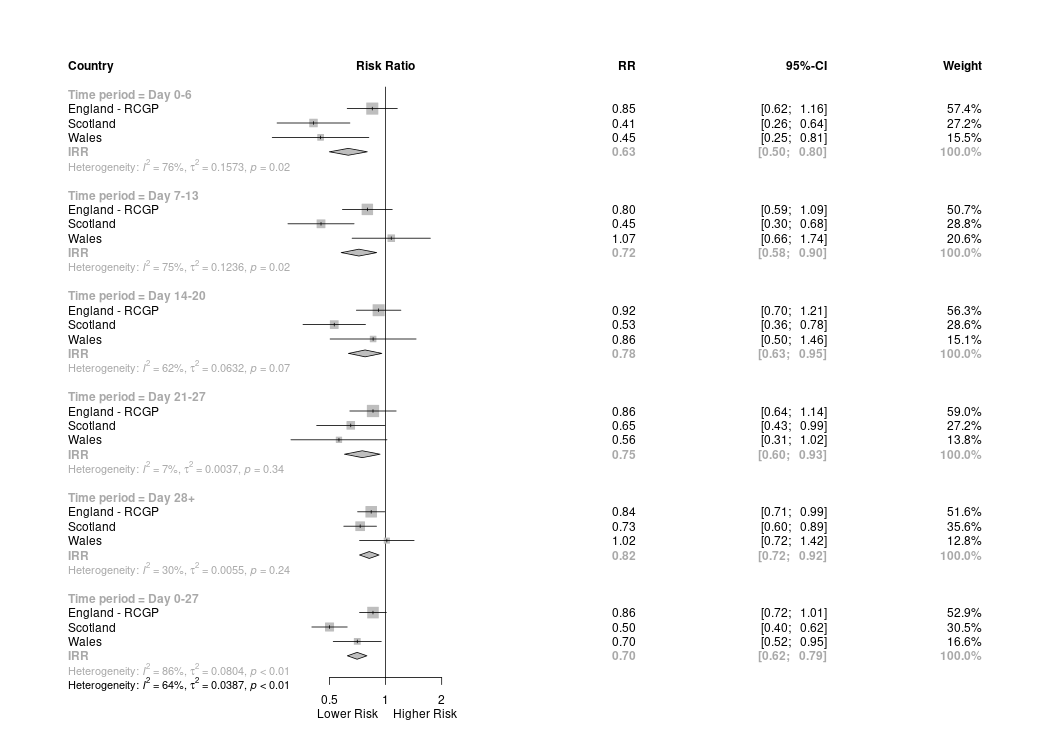 Country Risk Ratio RR 95%-CI Weight
Time period = Day 0-6
England - RCGP 0.85 [0.62; 1.16] 57.4%
Scotland 0.41 [0.26; 0.64] 27.2%
Wales 0.45 [0.25; 0.81] 15.5%
IRR 0.63 [0.50; 0.80] 100.0%
Heterogeneity: I² = 76%, τ² = 0.1573, p = 0.02
Time period = Day 7-13
England - RCGP 0.80 [0.59; 1.09] 50.7%
Scotland 0.45 [0.30; 0.68] 28.8%
Wales 1.07 [0.66; 1.74] 20.6%
IRR 0.72 [0.58; 0.90] 100.0%
Heterogeneity: I² = 75%, τ² = 0.1236, p = 0.02
Time period = Day 14-20
England - RCGP 0.92 [0.70; 1.21] 56.3%
Scotland 0.53 [0.36; 0.78] 28.6%
Wales 0.86 [0.50; 1.46] 15.1%
IRR 0.78 [0.63; 0.95] 100.0%
Heterogeneity: I² = 62%, τ² = 0.0632, p = 0.07
Time period = Day 21-27
England - RCGP 0.86 [0.64; 1.14] 59.0%
Scotland 0.65 [0.43; 0.99] 27.2%
Wales 0.56 [0.31; 1.02] 13.8%
IRR 0.75 [0.60; 0.93] 100.0%
Heterogeneity: I² = 7%, τ² = 0.0037, p = 0.34
Time period = Day 28+
England - RCGP 0.84 [0.71; 0.99] 51.6%
Scotland 0.73 [0.60; 0.89] 35.6%
Wales 1.02 [0.72; 1.42] 12.8%
IRR 0.82 [0.72; 0.92] 100.0%
Heterogeneity: I² = 30%, τ² = 0.0055, p = 0.24
Time period = Day 0-27
England - RCGP 0.86 [0.72; 1.01] 52.9%
Scotland 0.50 [0.40; 0.62] 30.5%
Wales 0.70 [0.52; 0.95] 16.6%
IRR 0.70 [0.62; 0.79] 100.0%
Heterogeneity: I² = 86%, τ² = 0.0804, p < 0.01
Heterogeneity: I² = 64%, τ² = 0.0387, p < 0.01
0.5 1 2
Lower Risk Higher Risk